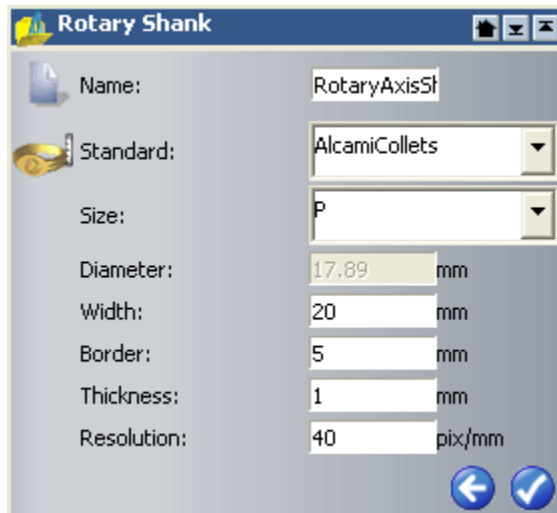 Rotary Shank
Name: RotaryAxisSh
Standard: AlcamiCollets
Size: P
Diameter: 17.89 mm
Width: 20 mm
Border: 5 mm
Thickness: 1 mm
Resolution: 40 pix/mm